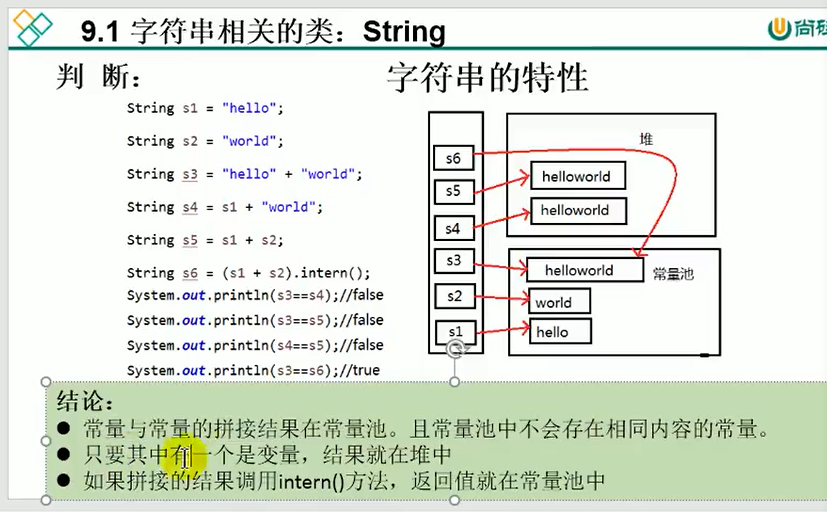 9.1 字符串相关的类：String
尚硅
判 断：
字符串的特性
String s1 = "hello";
String s2 = "world";
String s3 = "hello" + "world";
String s4 = s1 + "world";
String s5 = s1 + s2;
String s6 = (s1 + s2).intern();
System.out.println(s3==s4);//false
System.out.println(s3==s5);//false
System.out.println(s4==s5);//false
System.out.println(s3==s6);//true
堆
s6
s5
helloworld
s4
helloworld
s3
helloworld
常量池
s2
world
s1
hello
结论：
● 常量与常量的拼接结果在常量池。且常量池中不会存在相同内容的常量。
● 只要其中有一个是变量，结果就在堆中
● 如果拼接的结果调用intern()方法，返回值就在常量池中